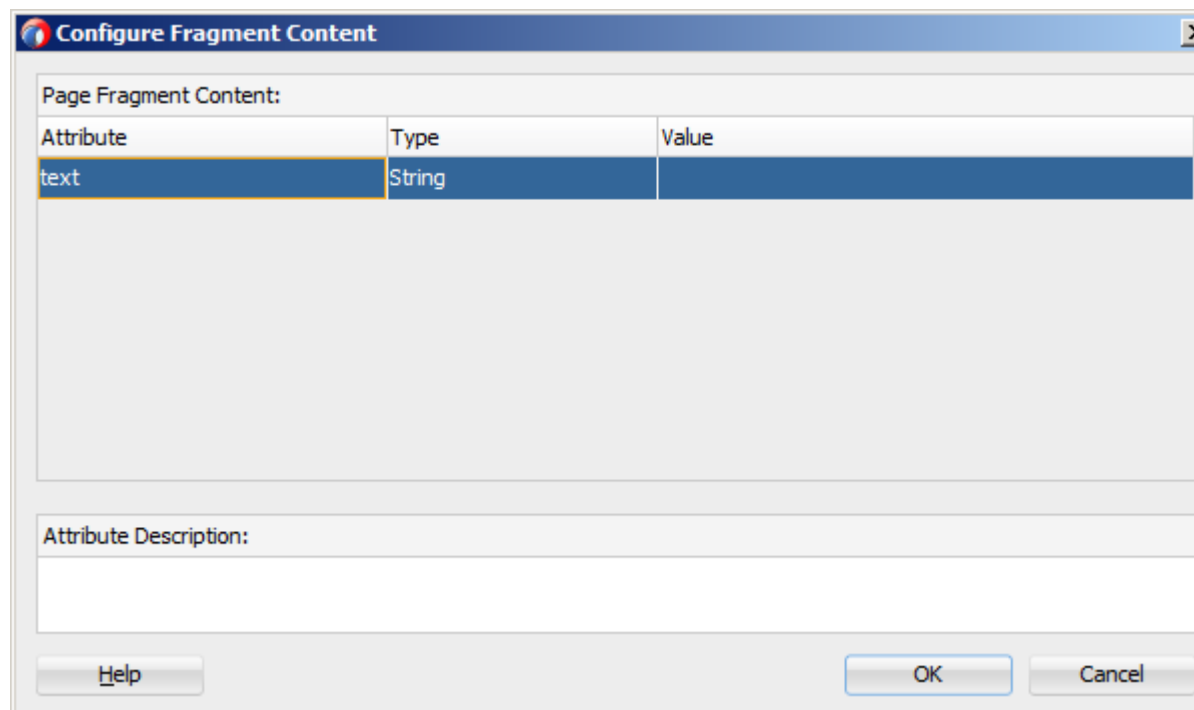 Configure Fragment Content
Page Fragment Content:
Attribute Type Value
text String
Attribute Description:
Help OK Cancel